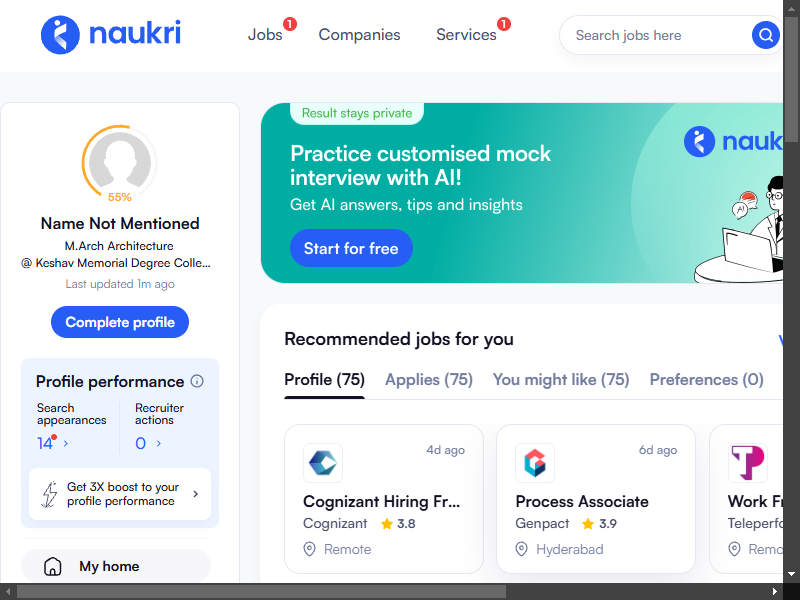 naukri
Jobs 1
Companies
Services 1
Search jobs here
55%
Name Not Mentioned
M.Arch Architecture
@ Keshav Memorial Degree Colle...
Last updated 1m ago
Complete profile
Profile performance
Search appearances
14
Recruiter actions
0
Get 3X boost to your
profile performance
My home
Result stays private
Practice customised mock
interview with AI!
Get AI answers, tips and insights
Start for free
nauk
AI
Recommended jobs for you
Profile (75)
Applies (75)
You might like (75)
Preferences (0)
4d ago
Cognizant Hiring Fr...
Cognizant 3.8
Remote
6d ago
Process Associate
Genpact 3.9
Hyderabad
Work Fr
Teleperfo
Remo